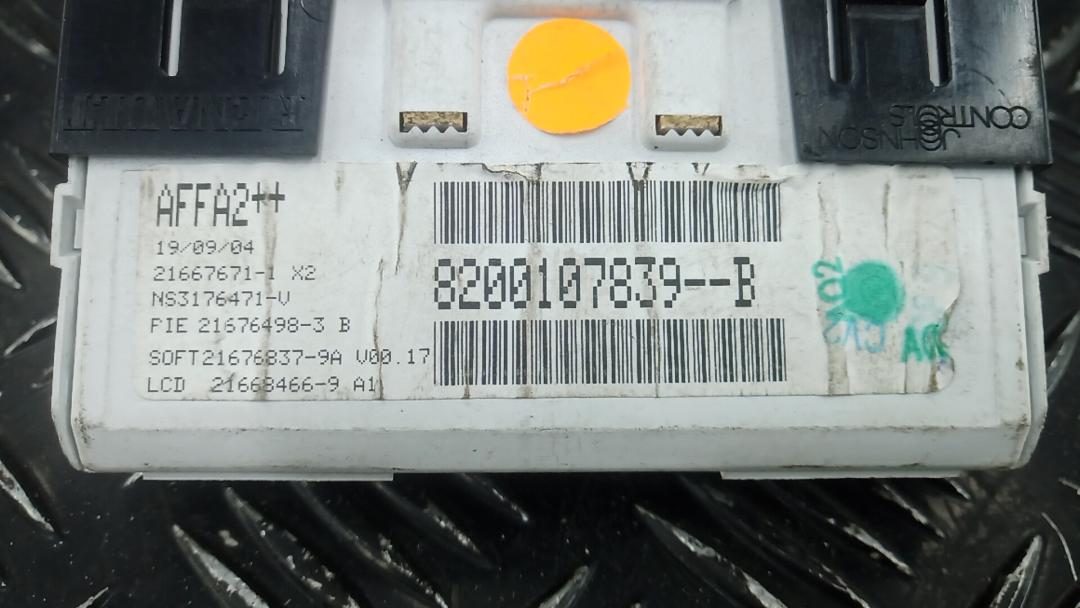 RENAULT
JOHNSON
CONTROLS
AFFA2++
19/09/04
21667671-1 X2
NS3176471-V
PIE 21676498-3 B
SOFT21676837-9A V00.17
LCD 21668466-9 A1
8200107839--B